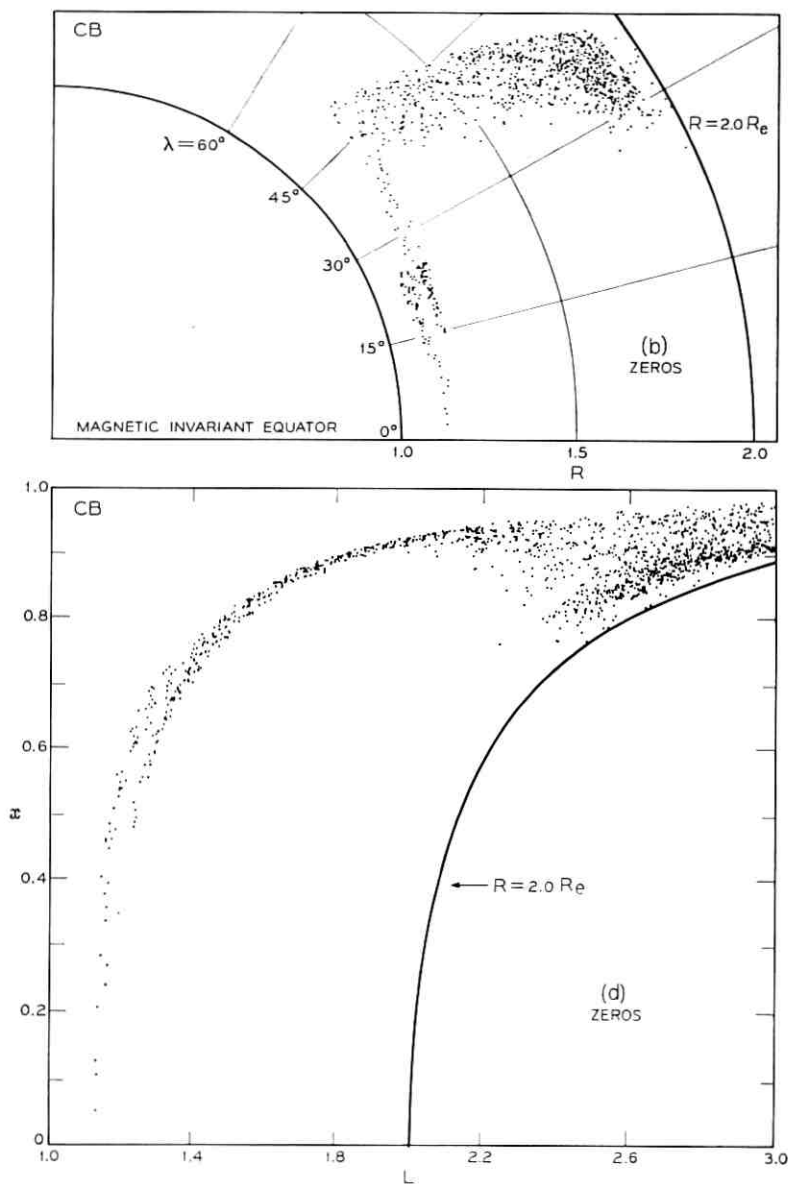 CB
λ = 60°
45°
30°
15°
0°
R = 2.0 Re
(b)
ZEROS
MAGNETIC INVARIANT EQUATOR
1.0
1.5
2.0
R
CB
1.0
0.8
0.6
0.4
0.2
0
x
R = 2.0 Re
(d)
ZEROS
1.0
1.4
1.8
2.2
2.6
3.0
L